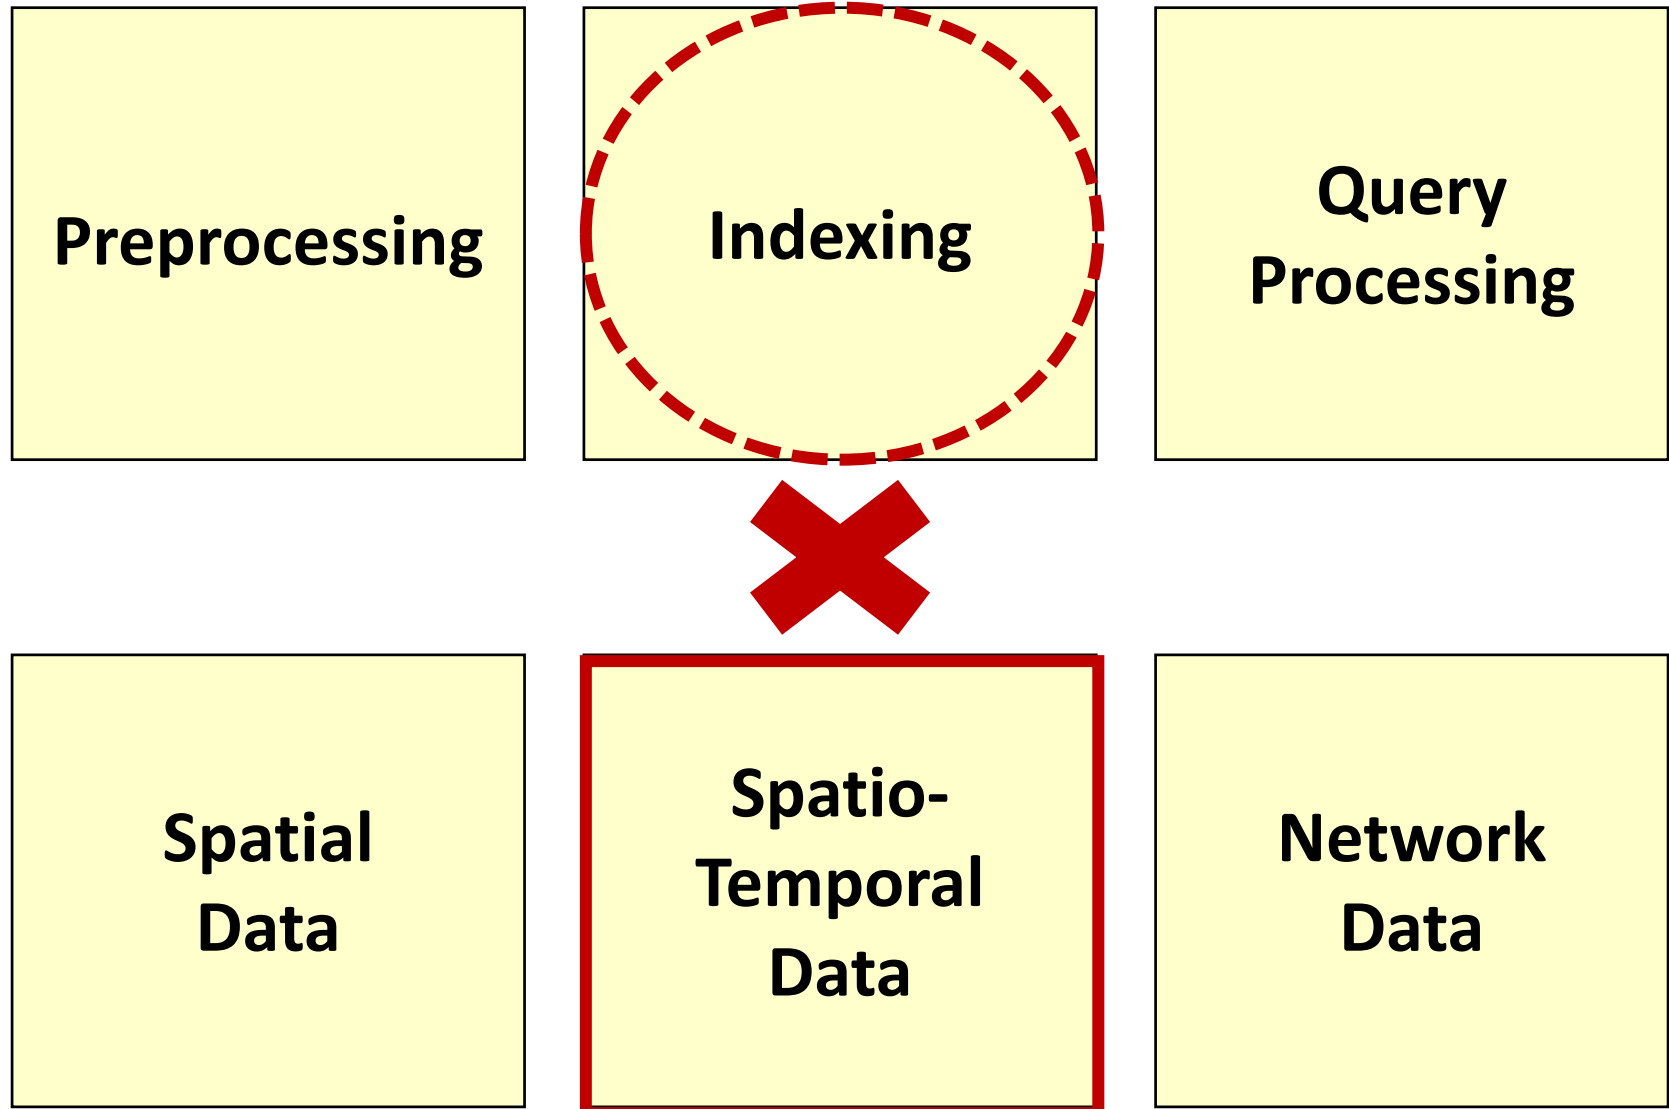 Preprocessing
Indexing
Query
Processing
Spatial
Data
Spatio-
Temporal
Data
Network
Data